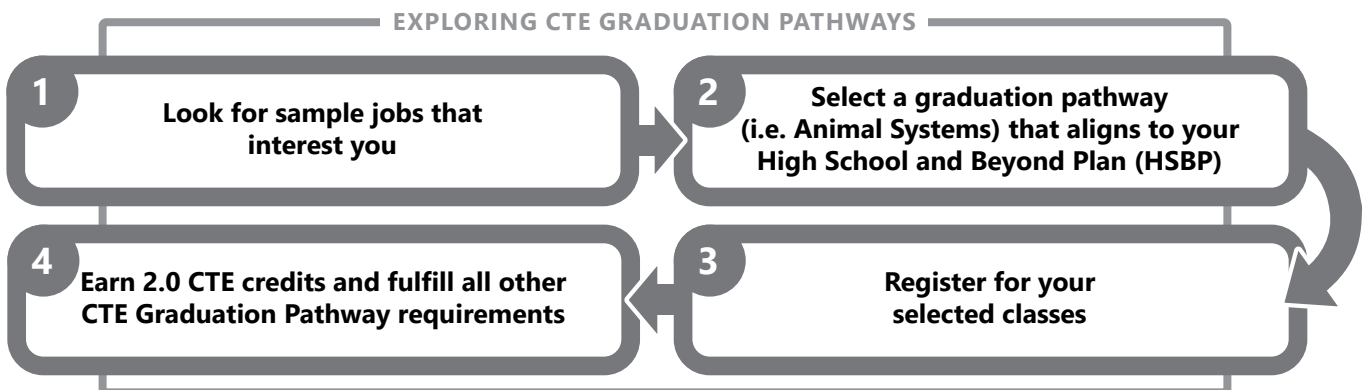 EXPLORING CTE GRADUATION PATHWAYS
1
Look for sample jobs that
interest you
2
Select a graduation pathway
(i.e. Animal Systems) that aligns to your
High School and Beyond Plan (HSBP)
3
Register for your
selected classes
4
Earn 2.0 CTE credits and fulfill all other
CTE Graduation Pathway requirements